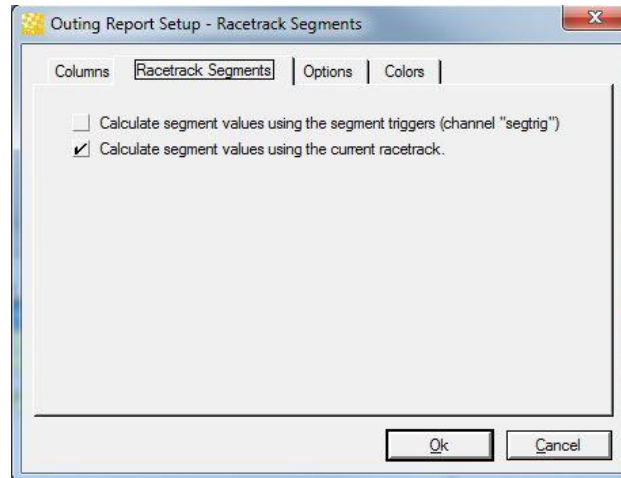 Outing Report Setup - Racetrack Segments
Columns Racetrack Segments Options Colors
Calculate segment values using the segment triggers (channel "segtrig")
Calculate segment values using the current racetrack.
Ok Cancel